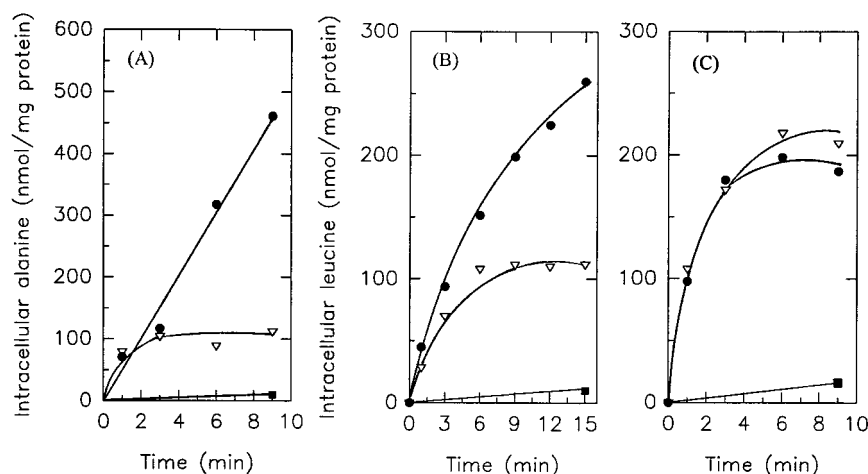 Intracellular alanine (nmol/mg protein)
600
500
400
300
200
100
0
(A)
0 2 4 6 8 10
Time (min)
Intracellular leucine (nmol/mg protein)
300
200
100
0
(B)
0 3 6 9 12 15
Time (min)
300
200
100
0
(C)
0 2 4 6 8 10
Time (min)